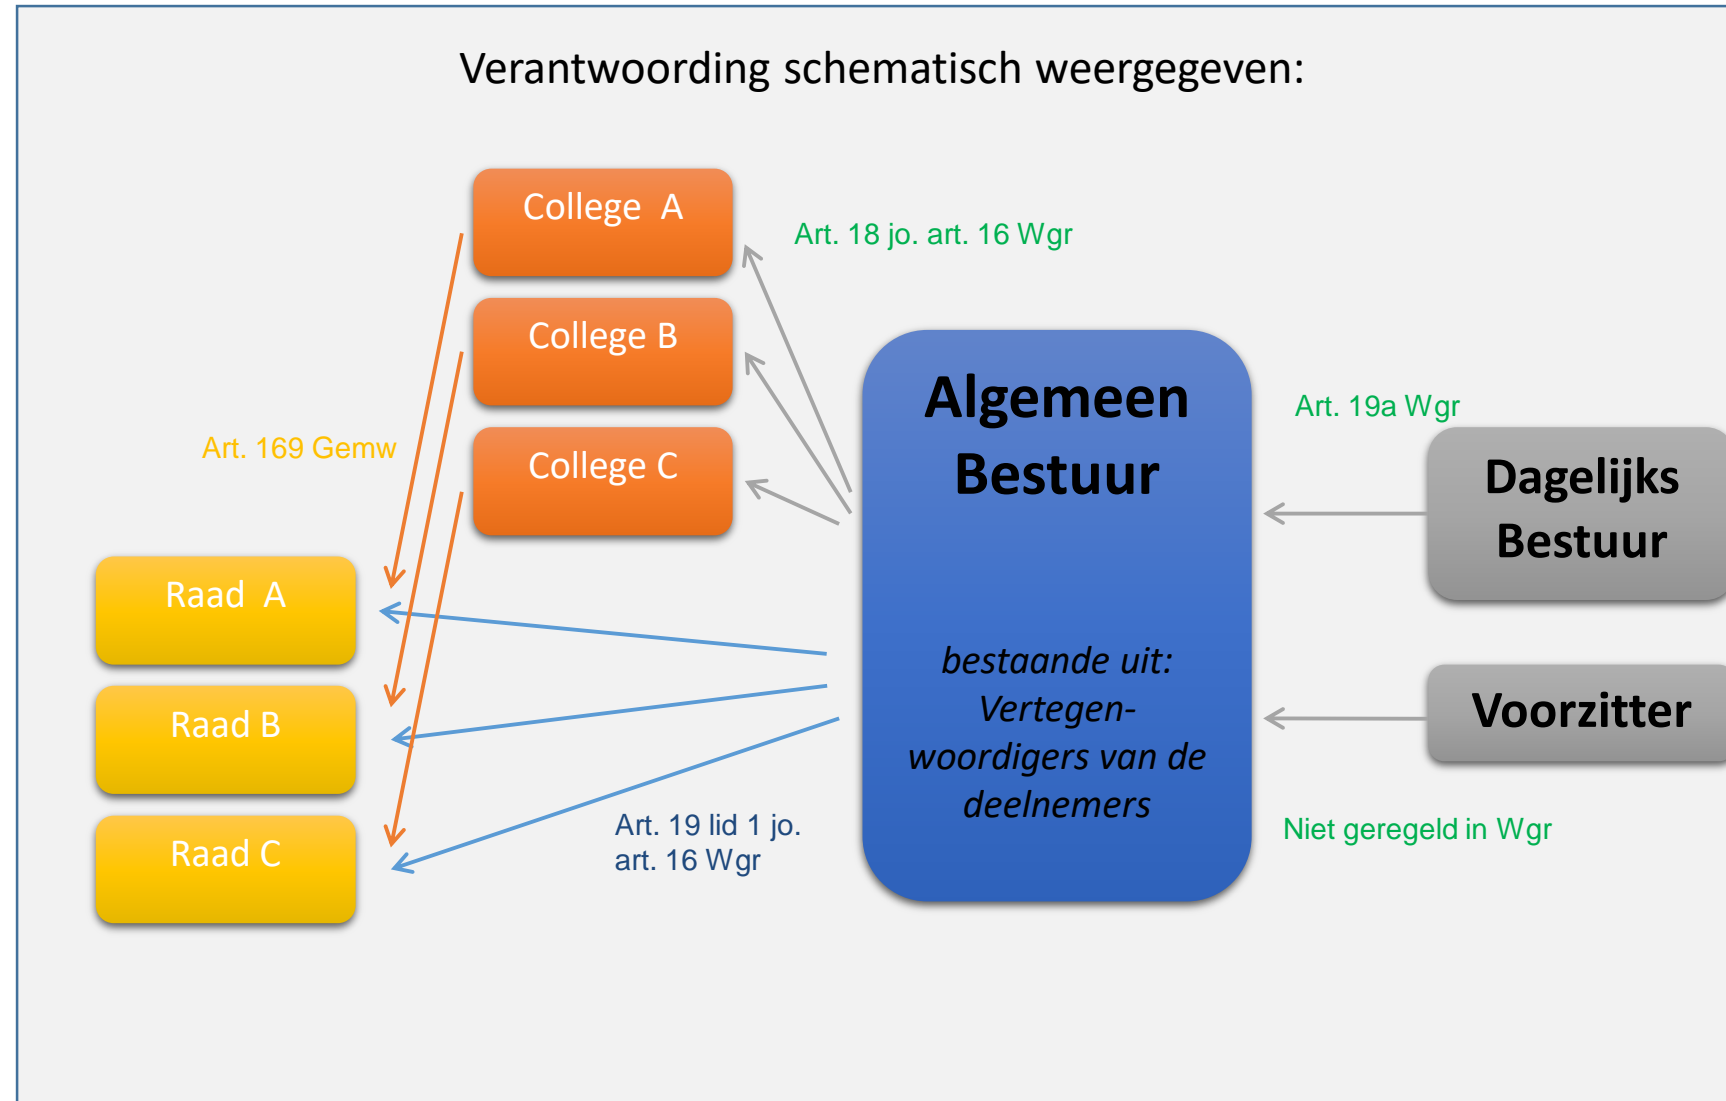 Verantwoording schematisch weergegeven:
College A
Art. 18 jo. art. 16 Wgr
College B
College C
Art. 169 Gemw
Algemeen
Bestuur
bestaande uit:
Vertegen-
woordigers van de
deelnemers
Art. 19a Wgr
Dagelijks
Bestuur
Voorzitter
Niet geregeld in Wgr
Raad A
Raad B
Raad C
Art. 19 lid 1 jo.
art. 16 Wgr